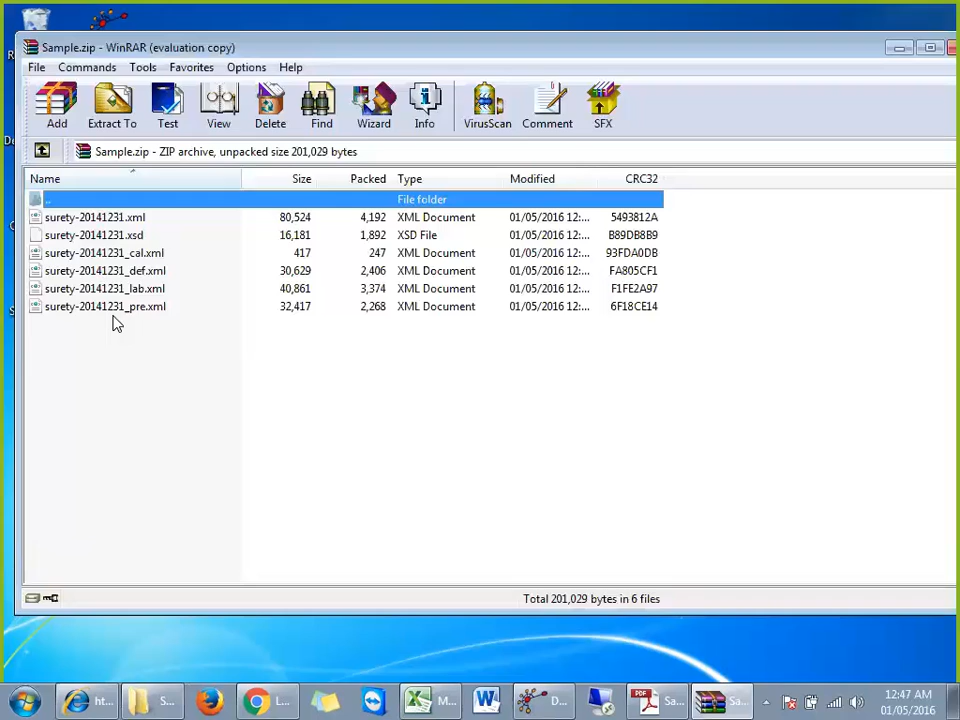 Sample.zip - WinRAR (evaluation copy)
File Commands Tools Favorites Options Help
Add Extract To Test View Delete Find Wizard Info VirusScan Comment SFX
Sample.zip - ZIP archive, unpacked size 201,029 bytes
Name Size Packed Type Modified CRC32
.. File folder
surety-20141231.xml 80,524 4,192 XML Document 01/05/2016 12:... 5493812A
surety-20141231.xsd 16,181 1,892 XSD File 01/05/2016 12:... B89DB8B9
surety-20141231_cal.xml 417 247 XML Document 01/05/2016 12:... 93FDA0DB
surety-20141231_def.xml 30,629 2,406 XML Document 01/05/2016 12:... FA805CF1
surety-20141231_lab.xml 40,861 3,374 XML Document 01/05/2016 12:... F1FE2A97
surety-20141231_pre.xml 32,417 2,268 XML Document 01/05/2016 12:... 6F18CE14
Total 201,029 bytes in 6 files
ht... S... L... M... D... PDF Sa... Sa... 12:47 AM
01/05/2016